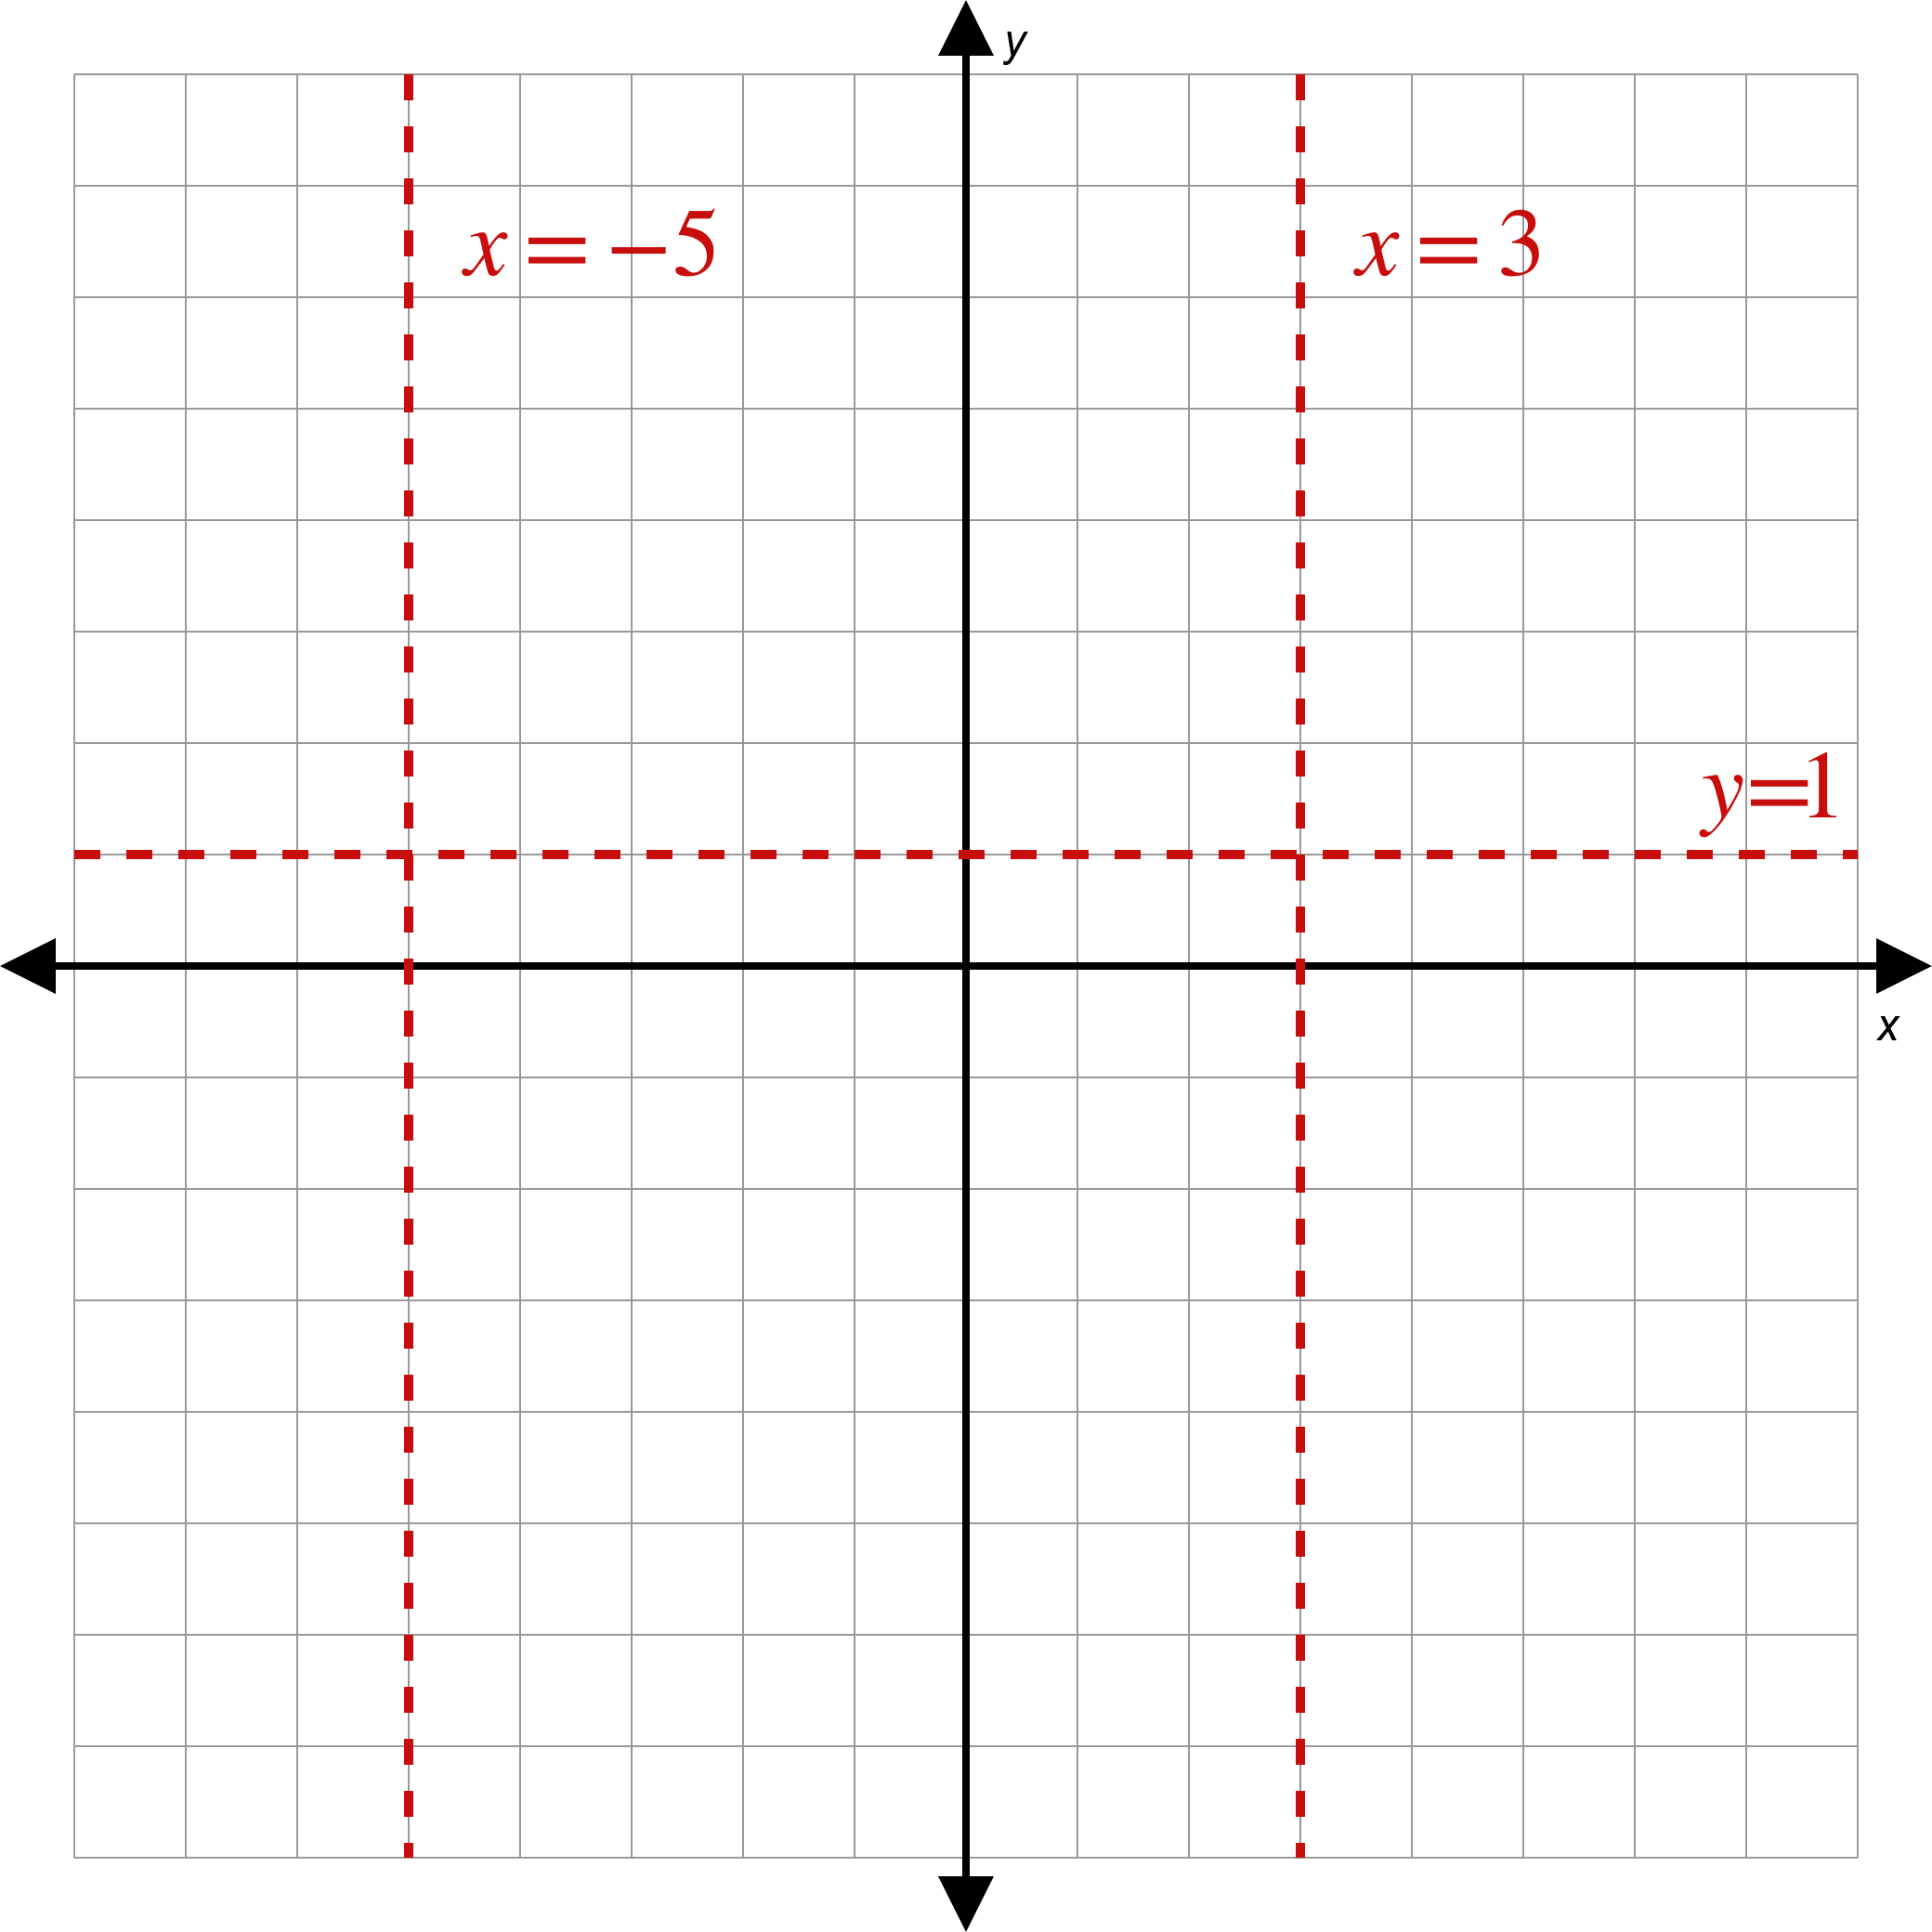 y
x = −5
x = 3
y=1
x